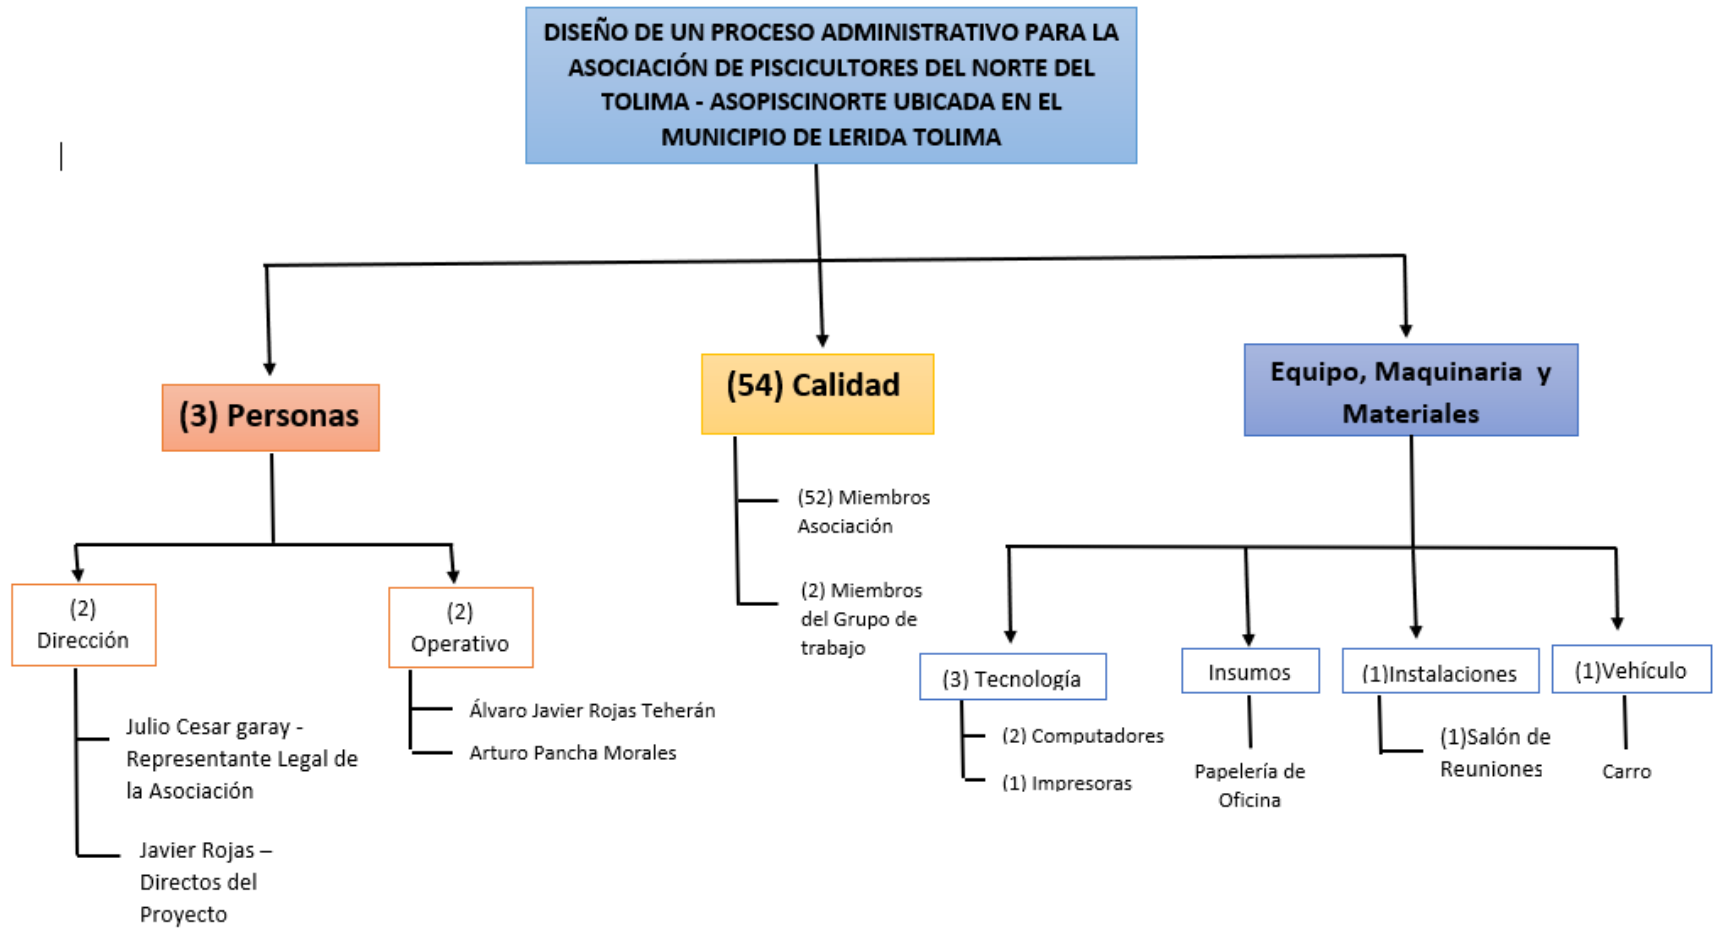 DISEÑO DE UN PROCESO ADMINISTRATIVO PARA LA
ASOCIACIÓN DE PISCICULTORES DEL NORTE DEL
TOLIMA - ASOPISCINORTE UBICADA EN EL
MUNICIPIO DE LERIDA TOLIMA
(3) Personas
(2)
Dirección
Julio Cesar garay -
Representante Legal de
la Asociación
Javier Rojas –
Directos del
Proyecto
(2)
Operativo
Álvaro Javier Rojas Teherán
Arturo Pancha Morales
(54) Calidad
(52) Miembros
Asociación
(2) Miembros
del Grupo de
trabajo
Equipo, Maquinaria y
Materiales
(3) Tecnología
(2) Computadores
(1) Impresoras
Insumos
Papelería de
Oficina
(1)Instalaciones
(1)Salón de
Reuniones
(1)Vehículo
Carro